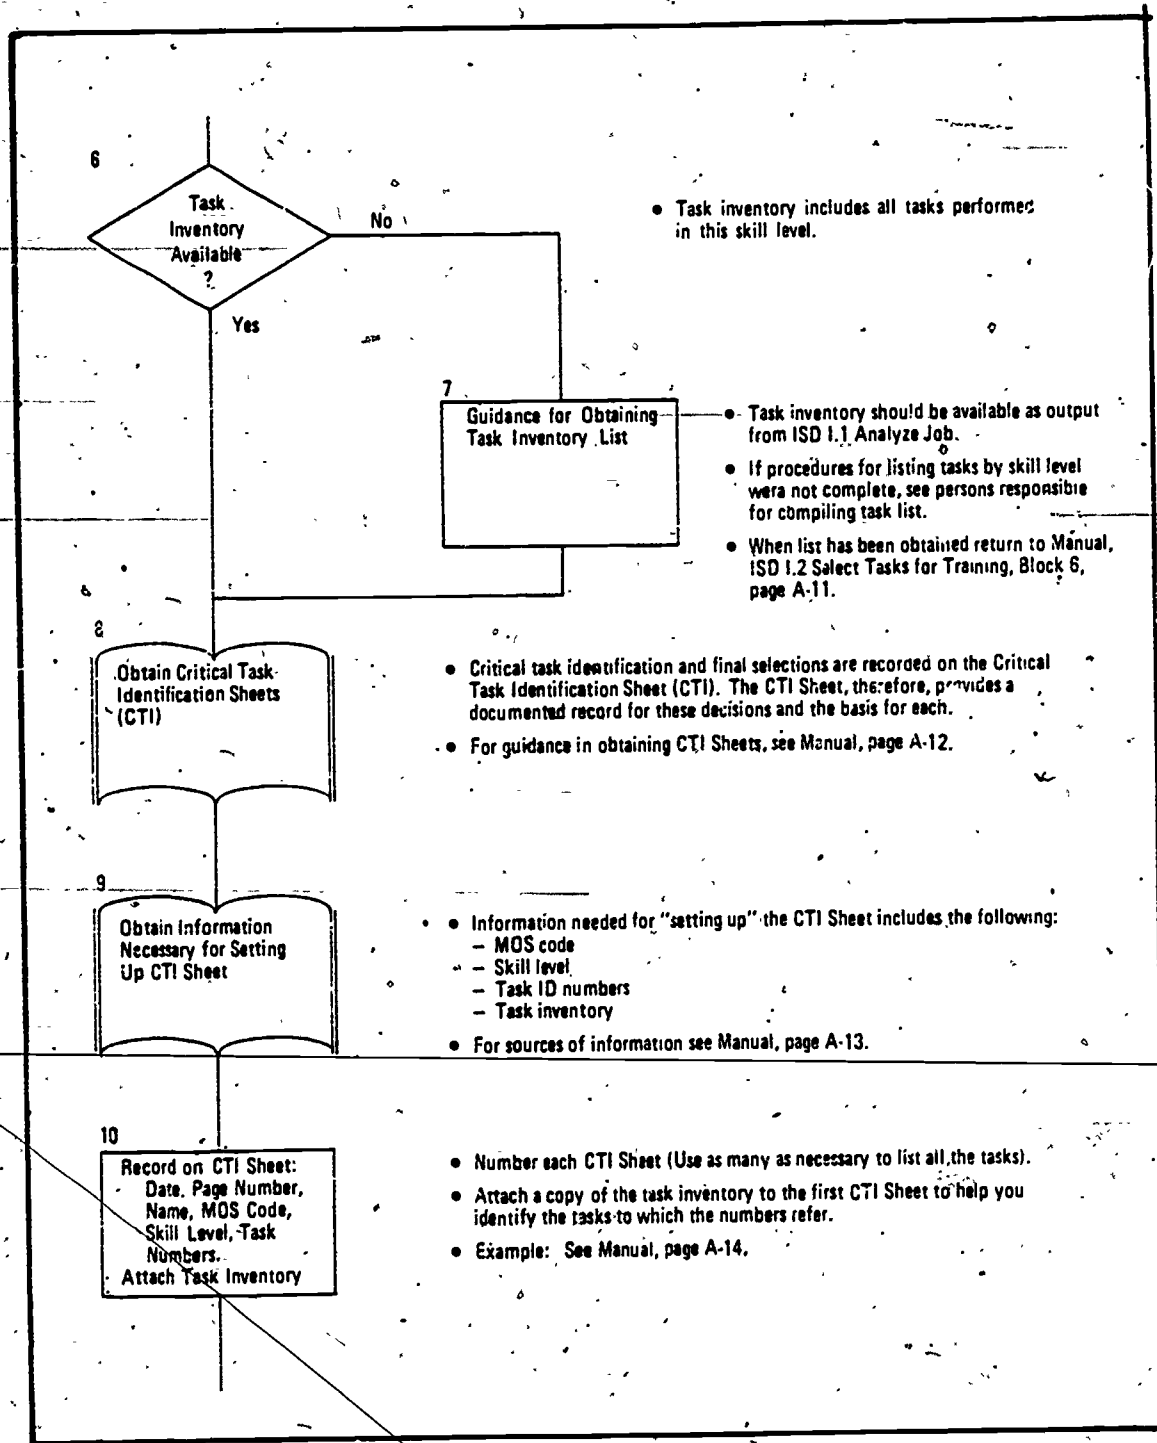 6
Task
Inventory
Available
?
No
Yes
• Task inventory includes all tasks performed
in this skill level.
7
Guidance for Obtaining
Task Inventory List
• Task inventory should be available as output
from ISD I.1 Analyze Job.
• If procedures for listing tasks by skill level
were not complete, see persons responsible
for compiling task list.
• When list has been obtained return to Manual,
ISD I.2 Select Tasks for Training, Block 6,
page A-11.
8
Obtain Critical Task
Identification Sheets
(CTI)
• Critical task identification and final selections are recorded on the Critical
Task Identification Sheet (CTI). The CTI Sheet, therefore, provides a
documented record for these decisions and the basis for each.
• For guidance in obtaining CTI Sheets, see Manual, page A-12.
9
Obtain Information
Necessary for Setting
Up CTI Sheet
• Information needed for "setting up" the CTI Sheet includes the following:
– MOS code
– Skill level
– Task ID numbers
– Task inventory
• For sources of information see Manual, page A-13.
10
Record on CTI Sheet:
Date, Page Number,
Name, MOS Code,
Skill Level, Task
Numbers.
Attach Task Inventory
• Number each CTI Sheet (Use as many as necessary to list all the tasks).
• Attach a copy of the task inventory to the first CTI Sheet to help you
identify the tasks to which the numbers refer.
• Example: See Manual, page A-14.